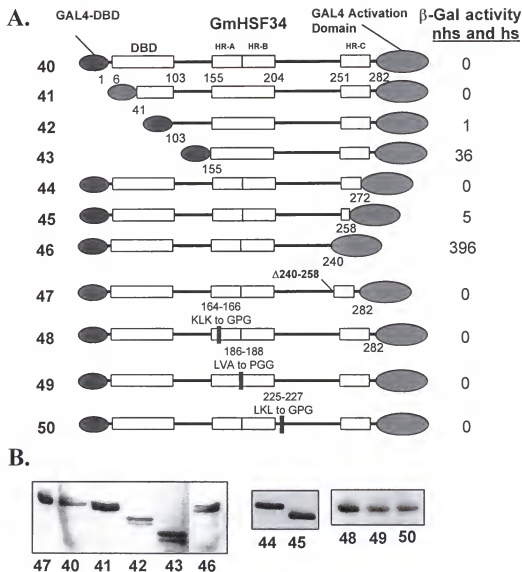 A.
GAL4-DBD
GmHSF34
GAL4 Activation
Domain
β-Gal activity
nhs and hs
DBD
HR-A HR-B
HR-C
40 0
1 6 103 155 204 251 282
41 0
41
42 1
103
43 36
155
44 0
272
45 5
258
46 396
240
Δ240-258
47 0
282
164-166
KLK to GPG
48 0
282
186-188
LVA to PGG
49 0
225-227
LKL to GPG
50 0
B.
47 40 41 42 43 46
44 45
48 49 50